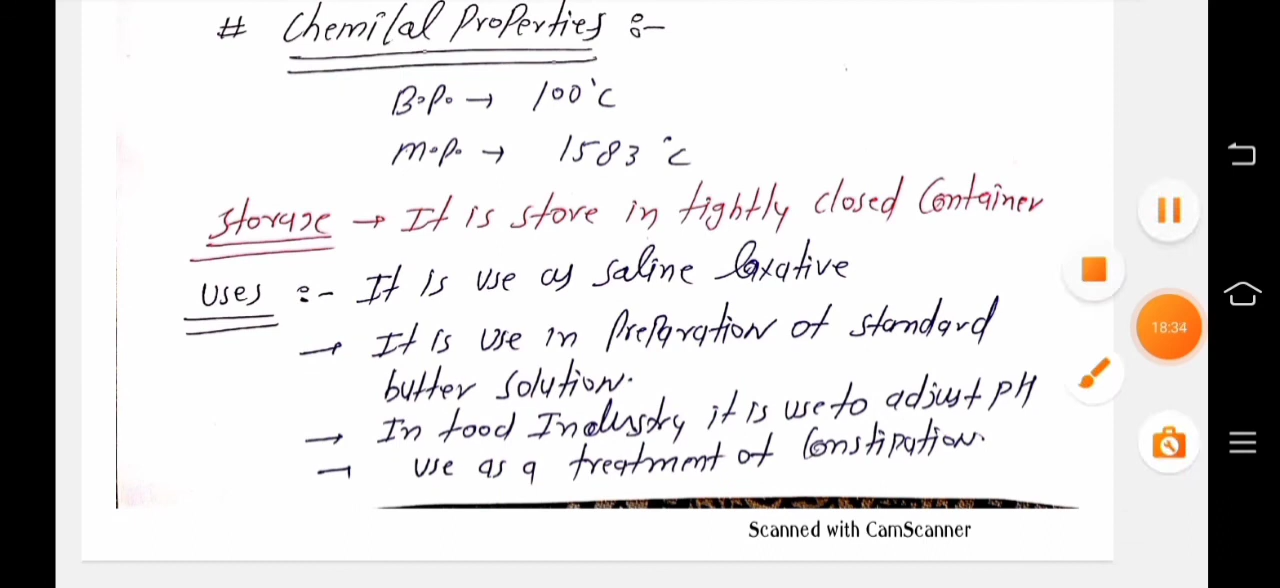 # Chemical Properties :-
B.P. → 100°C
m.p. → 1583 °C
Storage → It is store in tightly closed Container
Uses :- It is use as saline laxative
→ It is use in Preparation of standard
buffer solution.
→ In food Industry it is use to adjust PH
→ Use as a treatment of Constipation.
Scanned with CamScanner
18:34